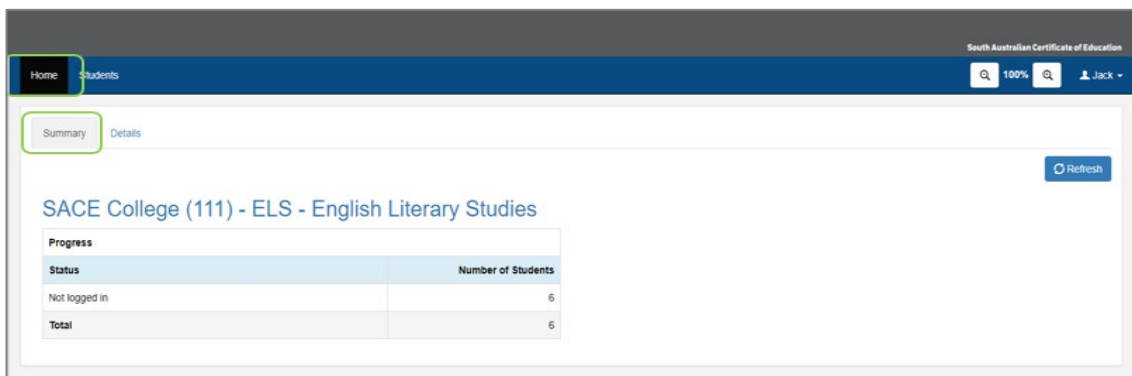 South Australian Certificate of Education
Home Students 100% Jack
Summary Details
Refresh
SACE College (111) - ELS - English Literary Studies
Progress
Status Number of Students
Not logged in 6
Total 6